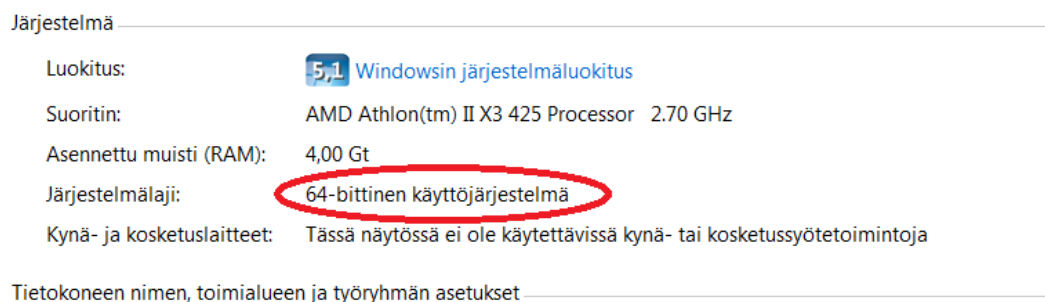 Järjestelmä
Luokitus: 5,1 Windowsin järjestelmäluokitus
Suoritin: AMD Athlon(tm) II X3 425 Processor 2.70 GHz
Asennettu muisti (RAM): 4,00 Gt
Järjestelmälaji: 64-bittinen käyttöjärjestelmä
Kynä- ja kosketuslaitteet: Tässä näytössä ei ole käytettävissä kynä- tai kosketussyötetoimintoja
Tietokoneen nimen, toimialueen ja työryhmän asetukset